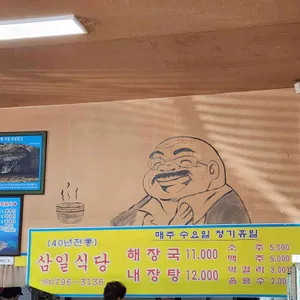 매주 수요일 정기휴일
(40년전통)
삼일식당
796-3136
해장국 11,000
내장탕 12,000
소주 5,000
맥주 5,000
막걸리 3,000
음료수 2,000